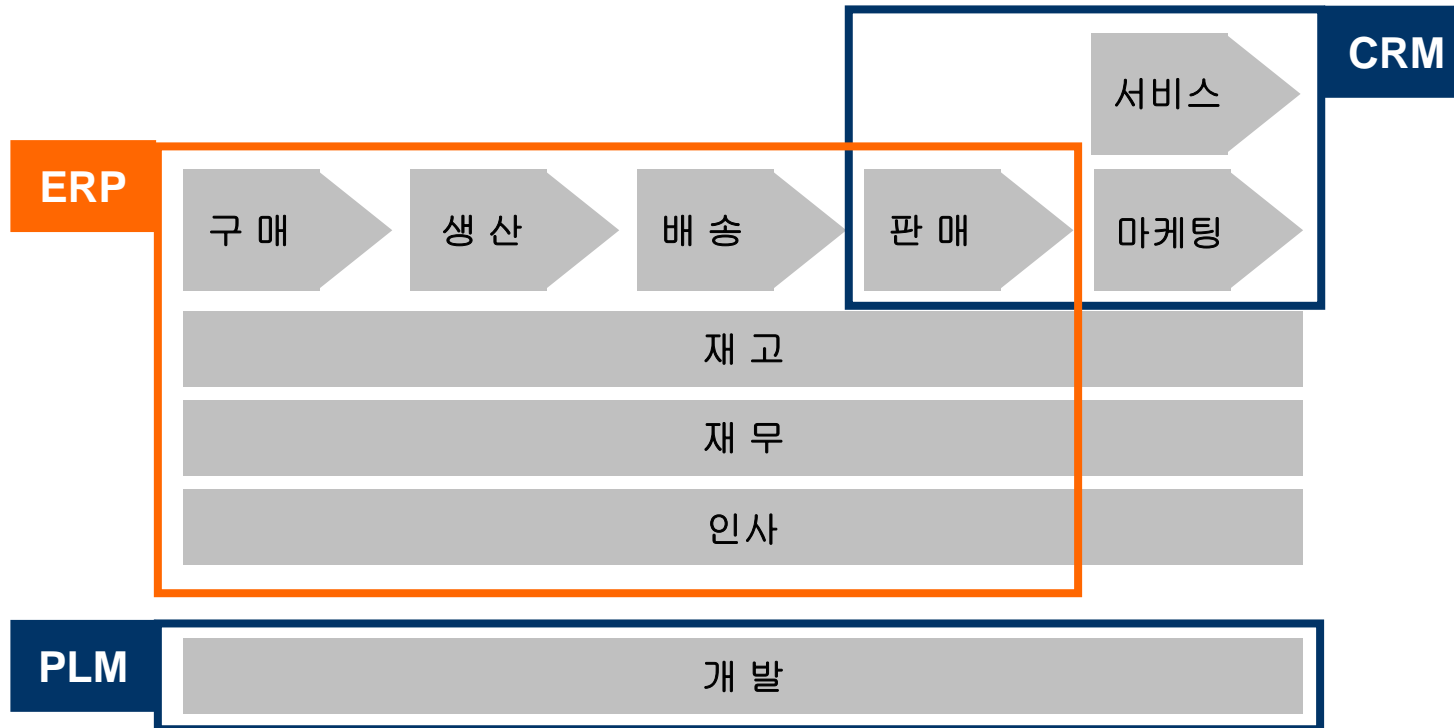 CRM
서비스
ERP
구 매
생 산
배 송
판 매
마케팅
재 고
재 무
인사
PLM
개 발